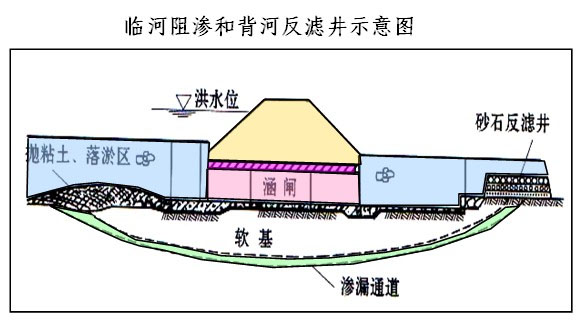 临河阻渗和背河反滤井示意图
洪水位
砂石反滤井
抛粘土、落淤区
涵闸
软基
渗漏通道